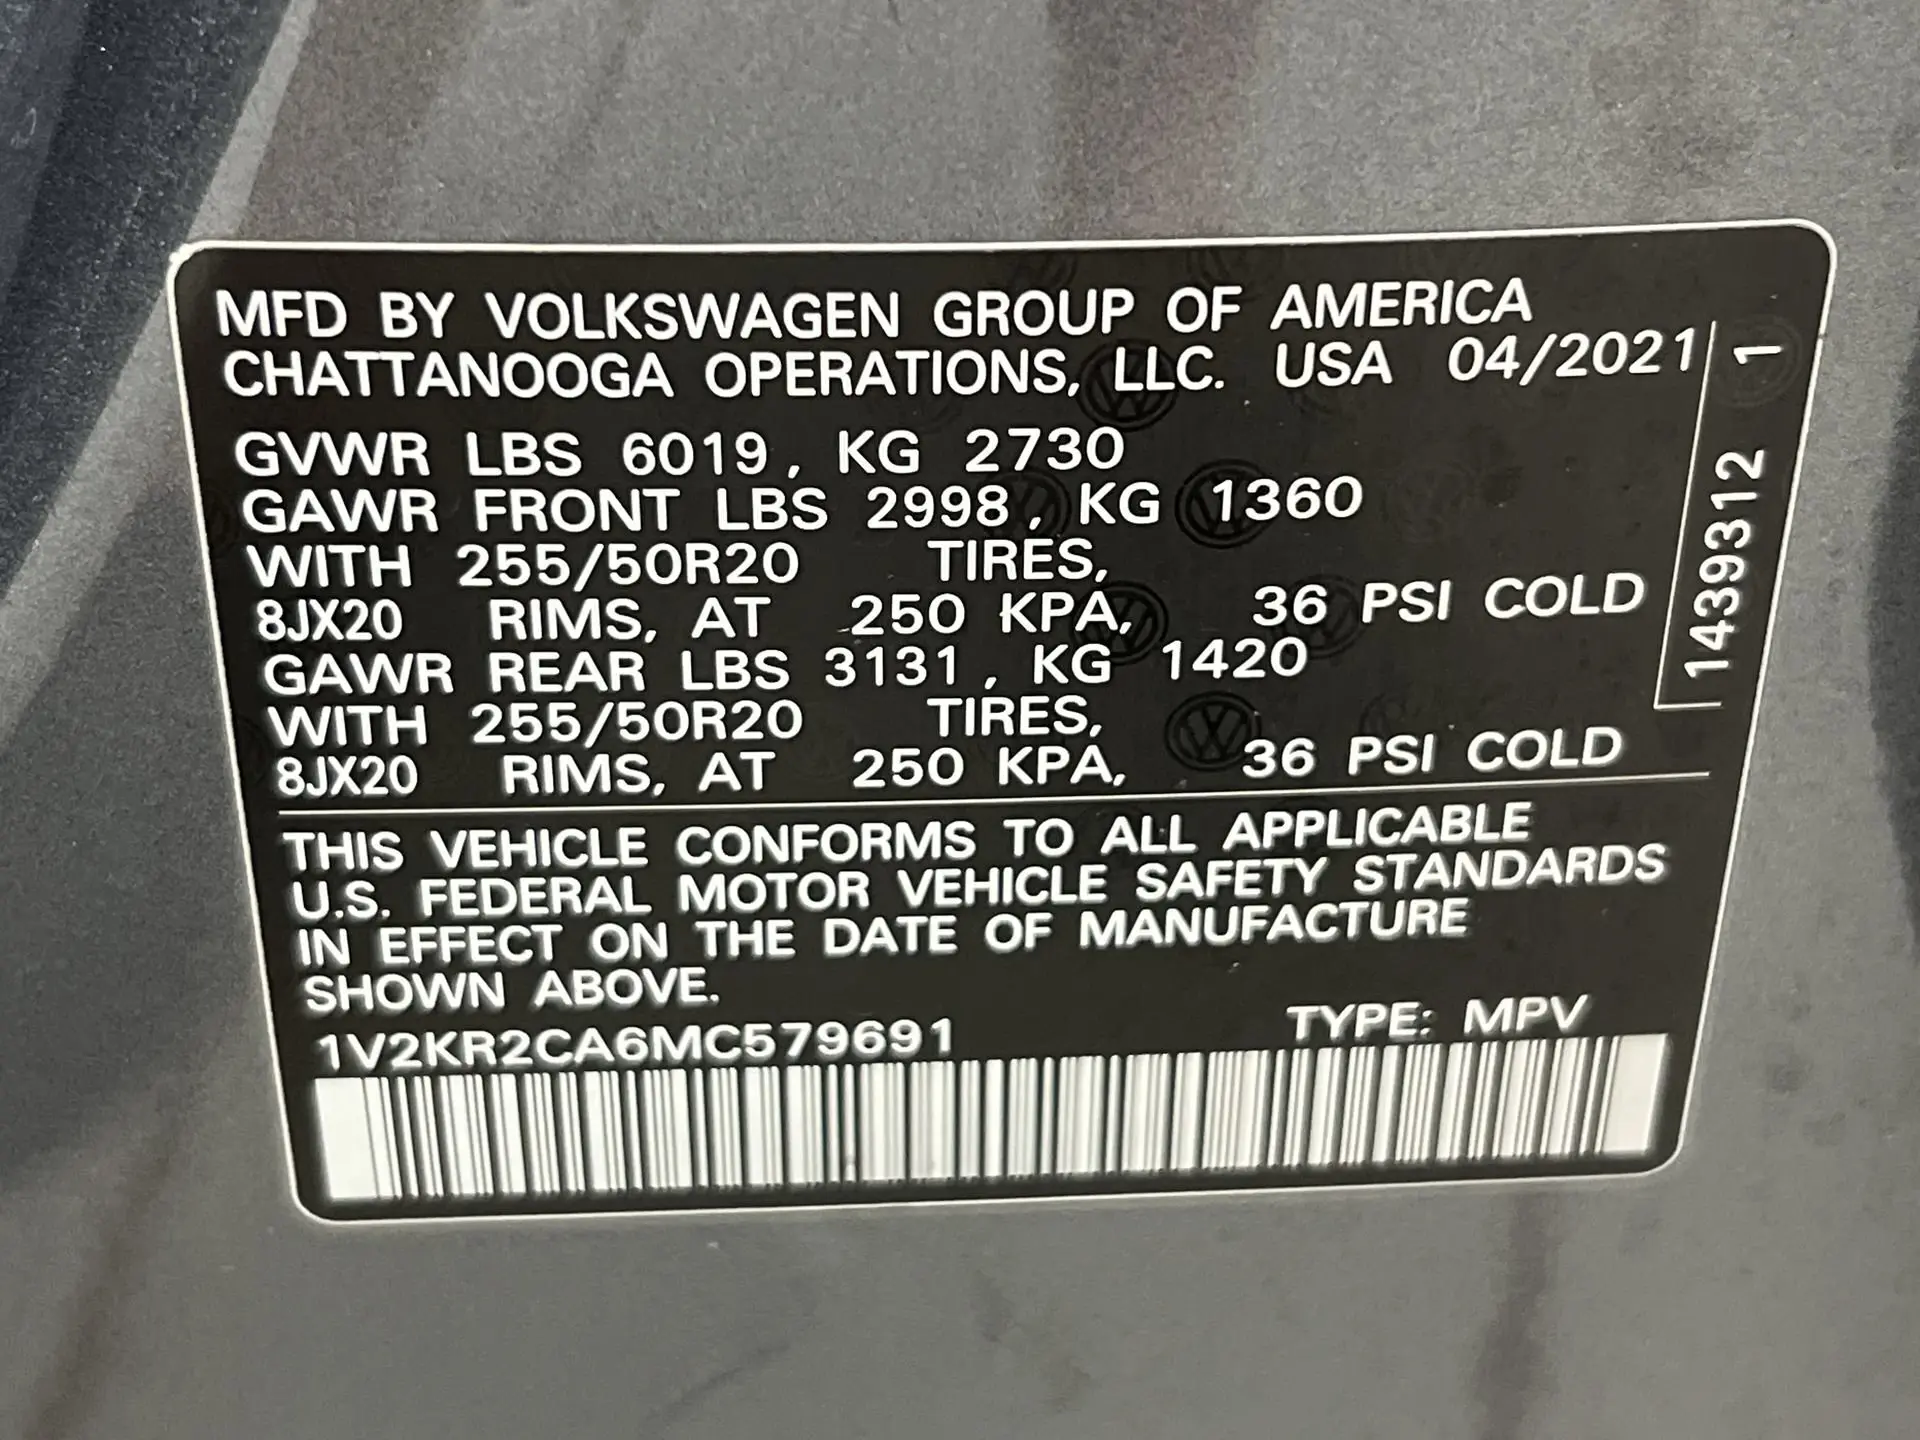 MFD BY VOLKSWAGEN GROUP OF AMERICA
CHATTANOOGA OPERATIONS, LLC. USA 04/2021
GVWR LBS 6019, KG 2730
GAWR FRONT LBS 2998, KG 1360
WITH 255/50R20 TIRES,
8JX20 RIMS, AT 250 KPA, 36 PSI COLD
GAWR REAR LBS 3131, KG 1420
WITH 255/50R20 TIRES,
8JX20 RIMS, AT 250 KPA, 36 PSI COLD
1439312 1
THIS VEHICLE CONFORMS TO ALL APPLICABLE
U.S. FEDERAL MOTOR VEHICLE SAFETY STANDARDS
IN EFFECT ON THE DATE OF MANUFACTURE
SHOWN ABOVE.
1V2KR2CA6MC579691 TYPE: MPV